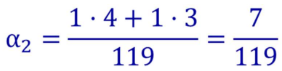 α₂ = (1 · 4 + 1 · 3)/119 = 7/119